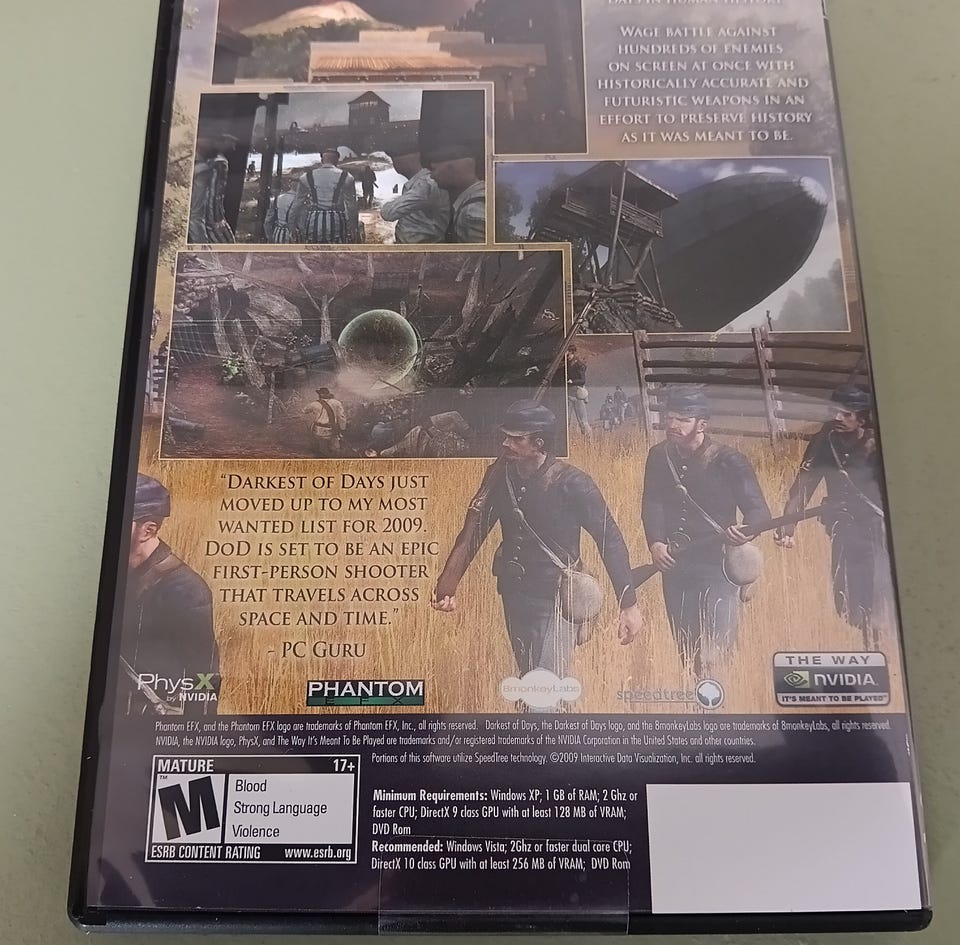 DAYS IN HUMAN HISTORY
WAGE BATTLE AGAINST
HUNDREDS OF ENEMIES
ON SCREEN AT ONCE WITH
HISTORICALLY ACCURATE AND
FUTURISTIC WEAPONS IN AN
EFFORT TO PRESERVE HISTORY
AS IT WAS MEANT TO BE.
"DARKEST OF DAYS JUST
MOVED UP TO MY MOST
WANTED LIST FOR 2009.
DOD IS SET TO BE AN EPIC
FIRST-PERSON SHOOTER
THAT TRAVELS ACROSS
SPACE AND TIME."
- PC GURU
PhysX
by NVIDIA
PHANTOM
EFX
8monkeyLabs
speedtree
THE WAY
NVIDIA.
IT'S MEANT TO BE PLAYED
Phantom EFX, and the Phantom EFX logo are trademarks of Phantom EFX, Inc., all rights reserved. Darkest of Days, the Darkest of Days logo, and the 8monkeyLabs logo are trademarks of 8monkeyLabs, all rights reserved.
NVIDIA, the NVIDIA logo, PhysX, and The Way It's Meant To Be Played are trademarks and/or registered trademarks of the NVIDIA Corporation in the United States and other countries.
Portions of this software utilize SpeedTree technology. ©2009 Interactive Data Visualization, Inc. all rights reserved.
MATURE 17+
M
™
Blood
Strong Language
Violence
ESRB CONTENT RATING www.esrb.org
Minimum Requirements: Windows XP; 1 GB of RAM; 2 Ghz or
faster CPU; DirectX 9 class GPU with at least 128 MB of VRAM;
DVD Rom
Recommended: Windows Vista; 2Ghz or faster dual core CPU;
DirectX 10 class GPU with at least 256 MB of VRAM; DVD Rom